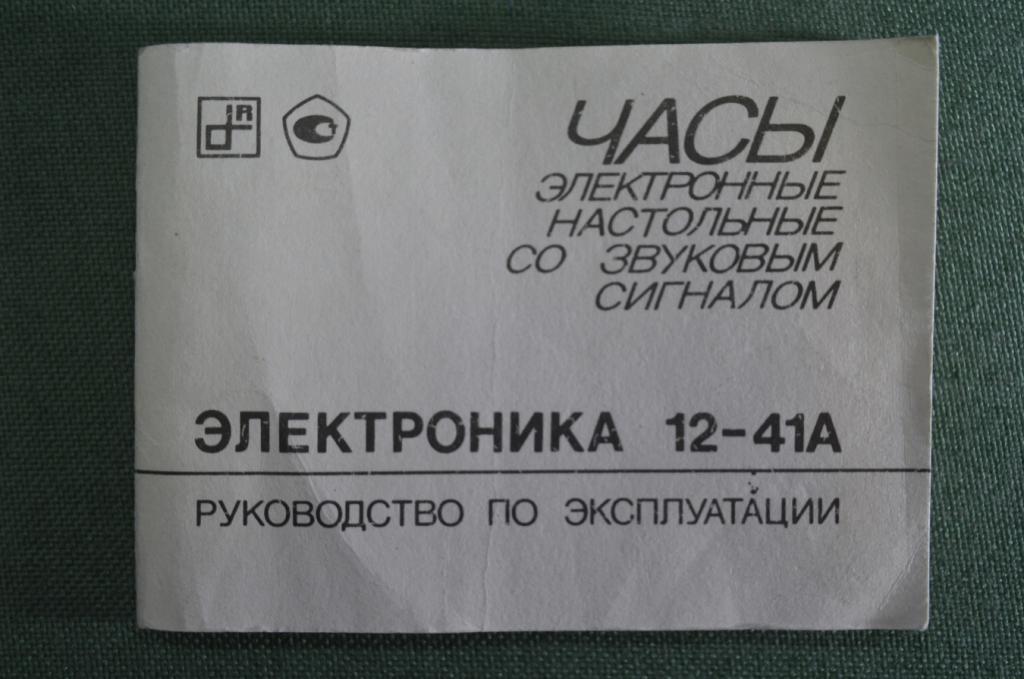 ЧАСЫ
ЭЛЕКТРОННЫЕ
НАСТОЛЬНЫЕ
СО ЗВУКОВЫМ
СИГНАЛОМ
ЭЛЕКТРОНИКА 12-41А
РУКОВОДСТВО ПО ЭКСПЛУАТАЦИИ